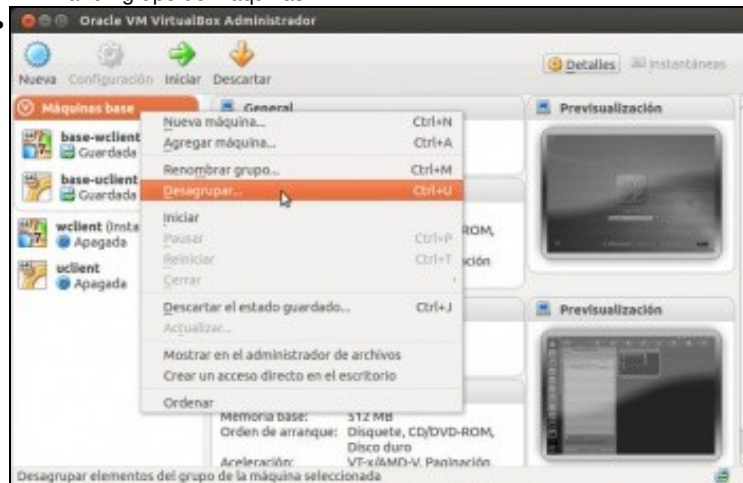 Oracle VM VirtualBox Administrador
Nueva Configuración Iniciar Descartar
Detalles Instantáneas
Máquinas base
General
Previsualización
base-wclient
Guardada
base-uclient
Guardada
wclient (Insta
Apagada
uclient
Apagada
Nueva máquina... Ctrl+N
Agregar máquina... Ctrl+A
Renombrar grupo... Ctrl+M
Desagrupar... Ctrl+U
Iniciar
Pausar Ctrl+P
Reiniciar Ctrl+T
Cerrar
Descartar el estado guardado... Ctrl+J
Actualizar...
Mostrar en el administrador de archivos
Crear un acceso directo en el escritorio
Ordenar
ROM,
ción
Previsualización
Memoria base: 512 MB
Orden de arranque: Disquete, CD/DVD-ROM,
Disco duro
Aceleración: VT-x/AMD-V, Paginación
Desagrupar elementos del grupo de la máquina seleccionada